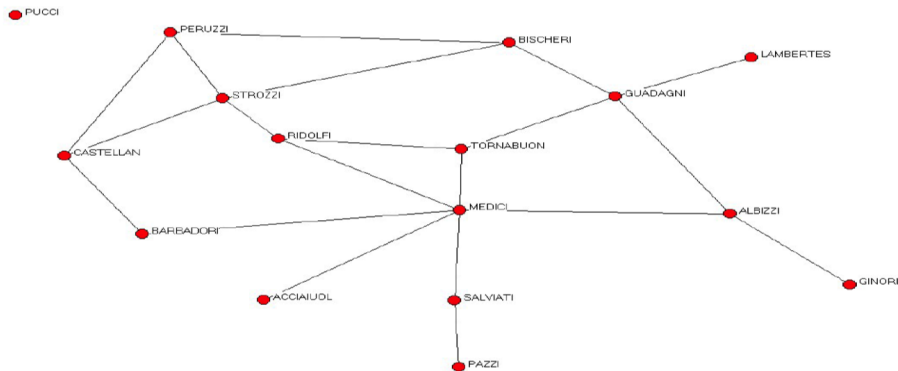 PUCCI
PERUZZI
BISCHERI
LAMBERTES
STROZZI
GUADAGNI
RIDOLFI
TORNABUON
CASTELLAN
MEDICI
ALBIZZI
BARBADORI
GINORI
ACCIAIUOL
SALVIATI
PAZZI